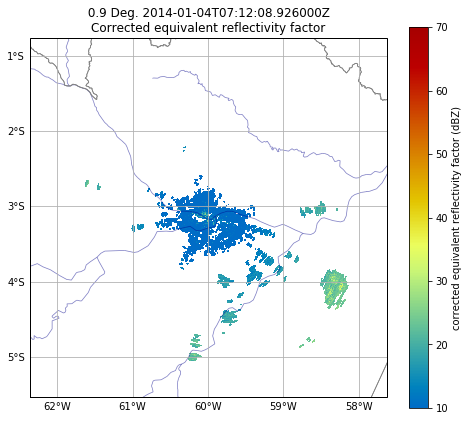 0.9 Deg. 2014-01-04T07:12:08.926000Z
Corrected equivalent reflectivity factor
1°S
2°S
3°S
4°S
5°S
62°W 61°W 60°W 59°W 58°W
70
60
50
40
30
20
10
corrected equivalent reflectivity factor (dBZ)